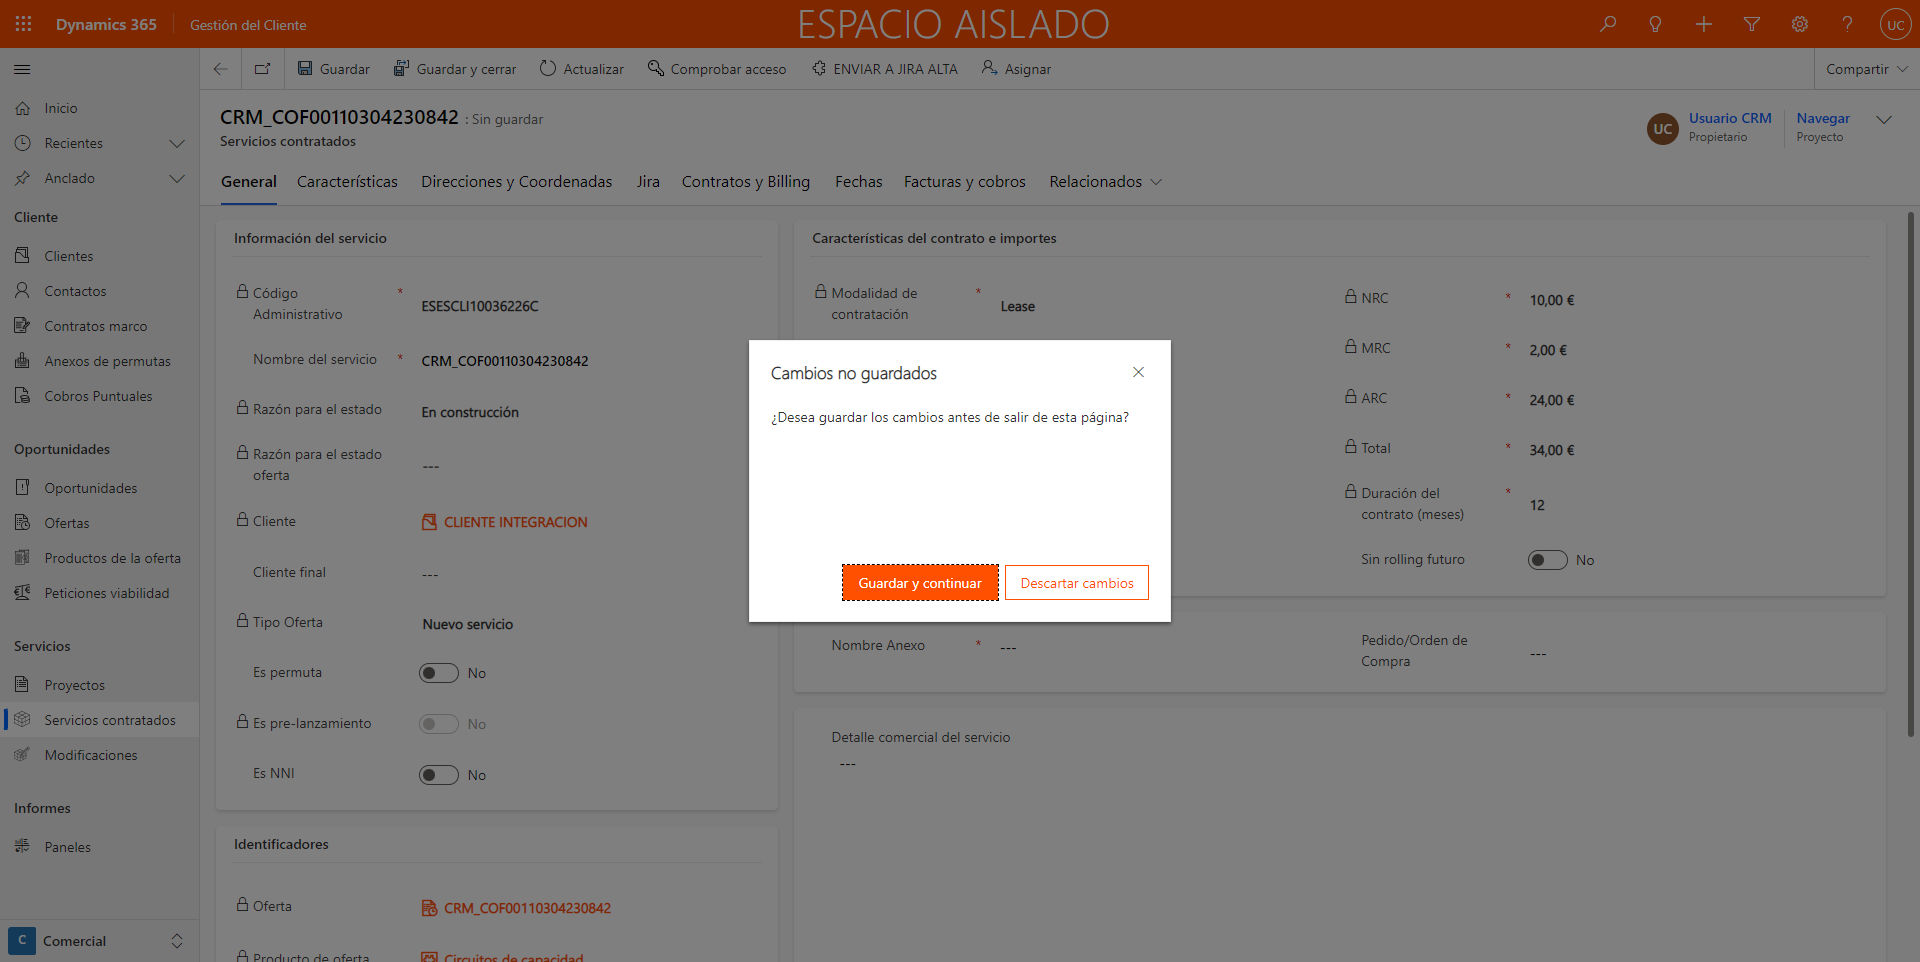 Dynamics 365
Gestión del Cliente
ESPACIO AISLADO
UC
Guardar
Guardar y cerrar
Actualizar
Comprobar acceso
ENVIAR A JIRA ALTA
Asignar
Compartir
Inicio
Recientes
Anclado
Cliente
Clientes
Contactos
Contratos marco
Anexos de permutas
Cobros Puntuales
Oportunidades
Oportunidades
Ofertas
Productos de la oferta
Peticiones viabilidad
Servicios
Proyectos
Servicios contratados
Modificaciones
Informes
Paneles
C
Comercial
CRM_COF00110304230842 : Sin guardar
Servicios contratados
UC
Usuario CRM
Propietario
Navegar
Proyecto
General
Características
Direcciones y Coordenadas
Jira
Contratos y Billing
Fechas
Facturas y cobros
Relacionados
Información del servicio
Código
Administrativo
*
ESESCLI10036226C
Nombre del servicio
*
CRM_COF00110304230842
Razón para el estado
En construcción
Razón para el estado
oferta
---
Cliente
CLIENTE INTEGRACION
Cliente final
---
Tipo Oferta
Nuevo servicio
Es permuta
No
Es pre-lanzamiento
No
Es NNI
No
Identificadores
Oferta
CRM_COF00110304230842
Producto de oferta
Circuitos de capacidad
Características del contrato e importes
Modalidad de
contratación
*
Lease
NRC
*
10,00 €
MRC
*
2,00 €
ARC
*
24,00 €
Total
*
34,00 €
Duración del
contrato (meses)
*
12
Sin rolling futuro
No
Nombre Anexo
*
---
Pedido/Orden de
Compra
---
Detalle comercial del servicio
---
Cambios no guardados
¿Desea guardar los cambios antes de salir de esta página?
Guardar y continuar
Descartar cambios